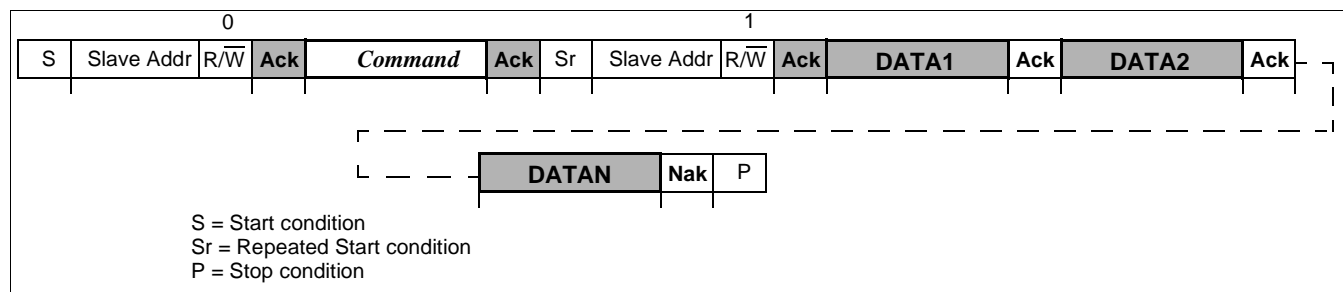 0 1
S Slave Addr R/W̅ Ack Command Ack Sr Slave Addr R/W̅ Ack DATA1 Ack DATA2 Ack
DATAN Nak P
S = Start condition
Sr = Repeated Start condition
P = Stop condition